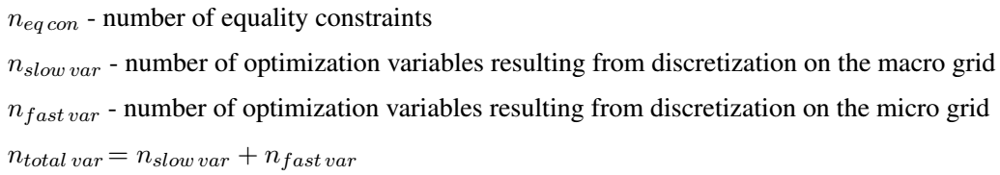 n_{eq con} - number of equality constraints
n_{slow var} - number of optimization variables resulting from discretization on the macro grid
n_{fast var} - number of optimization variables resulting from discretization on the micro grid
n_{total var} = n_{slow var} + n_{fast var}